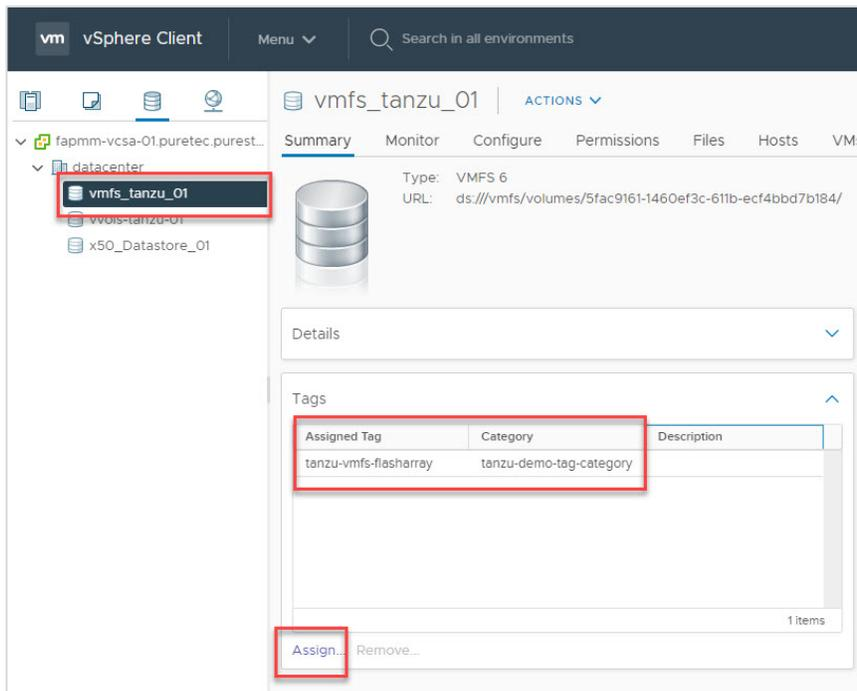 vm vSphere Client Menu Search in all environments
vmfs_tanzu_01 ACTIONS
fapmm-vcsa-01.puretec.purest...
datacenter
vmfs_tanzu_01
vvols-tanzu-01
x50_Datastore_01
Summary Monitor Configure Permissions Files Hosts VMs
Type: VMFS 6
URL: ds:///vmfs/volumes/5fac9161-1460ef3c-611b-ecf4bbd7b184/
Details
Tags
Assigned Tag Category Description
tanzu-vmfs-flasharray tanzu-demo-tag-category
1 items
Assign... Remove...